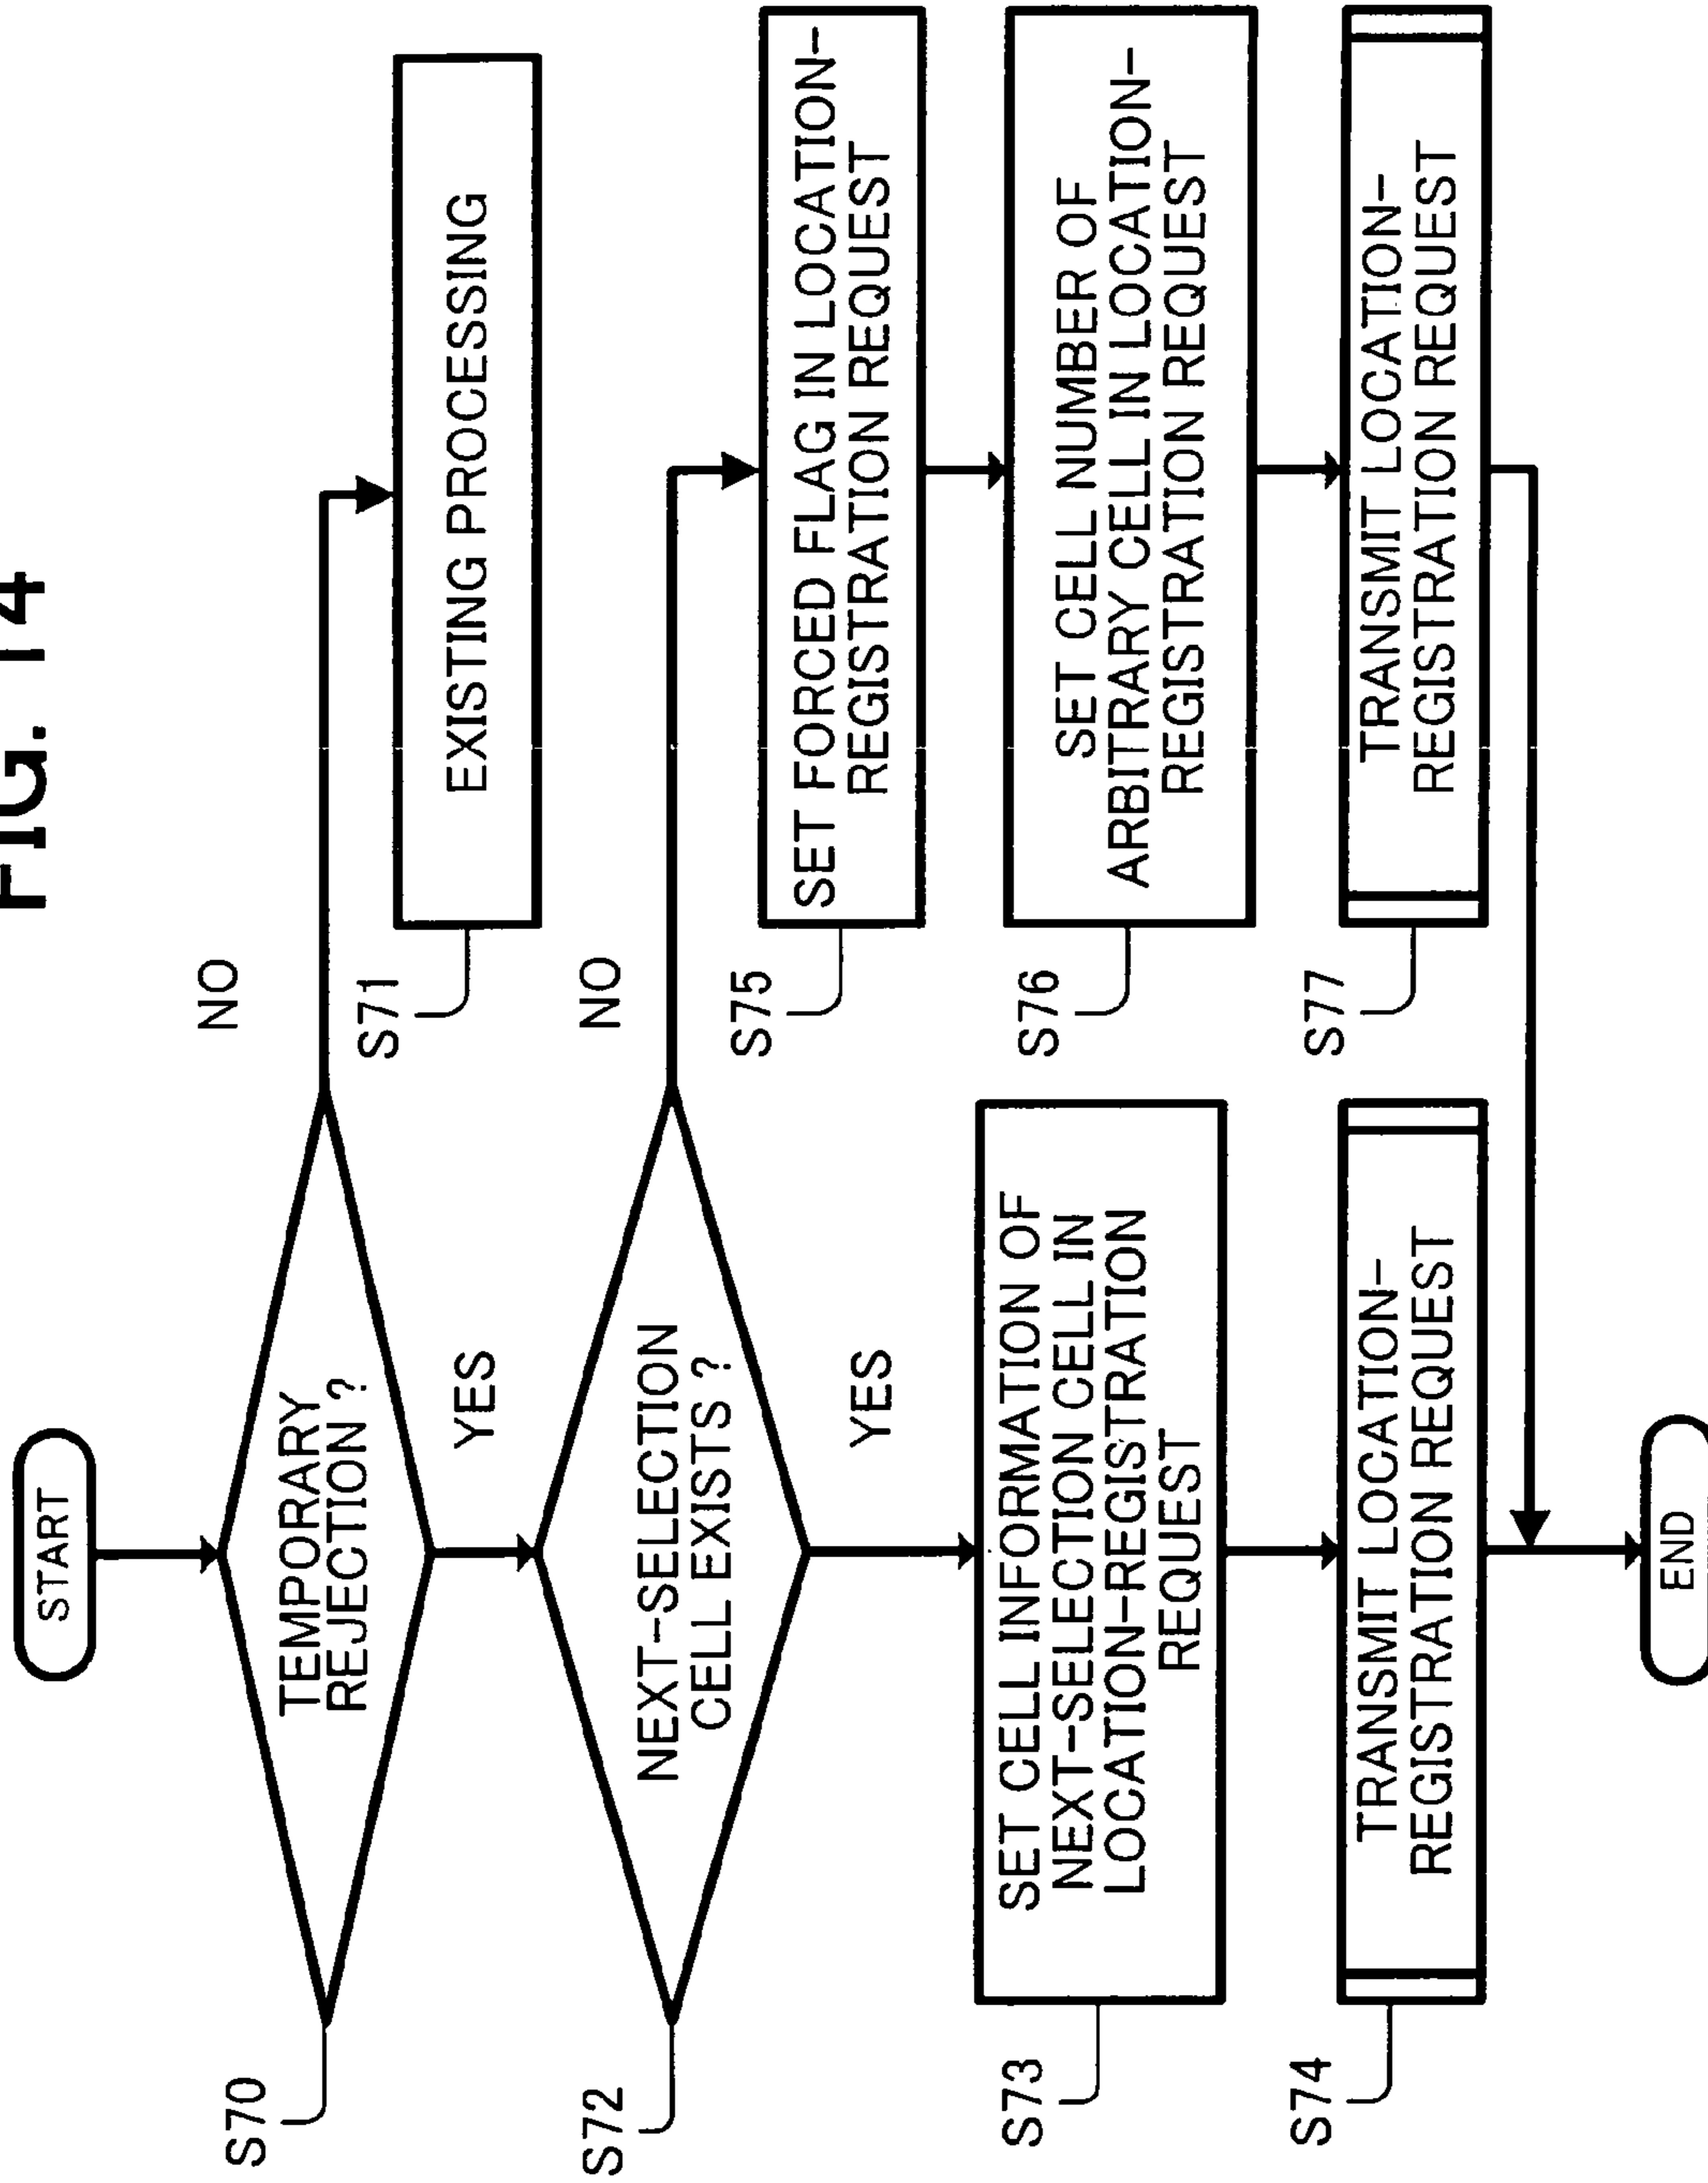 FIG. 14
START
S70
TEMPORARY
REJECTION ?
NO
YES
S71
EXISTING PROCESSING
S72
NEXT-SELECTION
CELL EXISTS ?
NO
YES
S73
SET CELL INFORMATION OF
NEXT-SELECTION CELL IN
LOCATION-REGISTRATION
REQUEST
S74
TRANSMIT LOCATION-
REGISTRATION REQUEST
S75
SET FORCED FLAG IN LOCATION-
REGISTRATION REQUEST
S76
SET CELL NUMBER OF
ARBITRARY CELL IN LOCATION-
REGISTRATION REQUEST
S77
TRANSMIT LOCATION-
REGISTRATION REQUEST
END